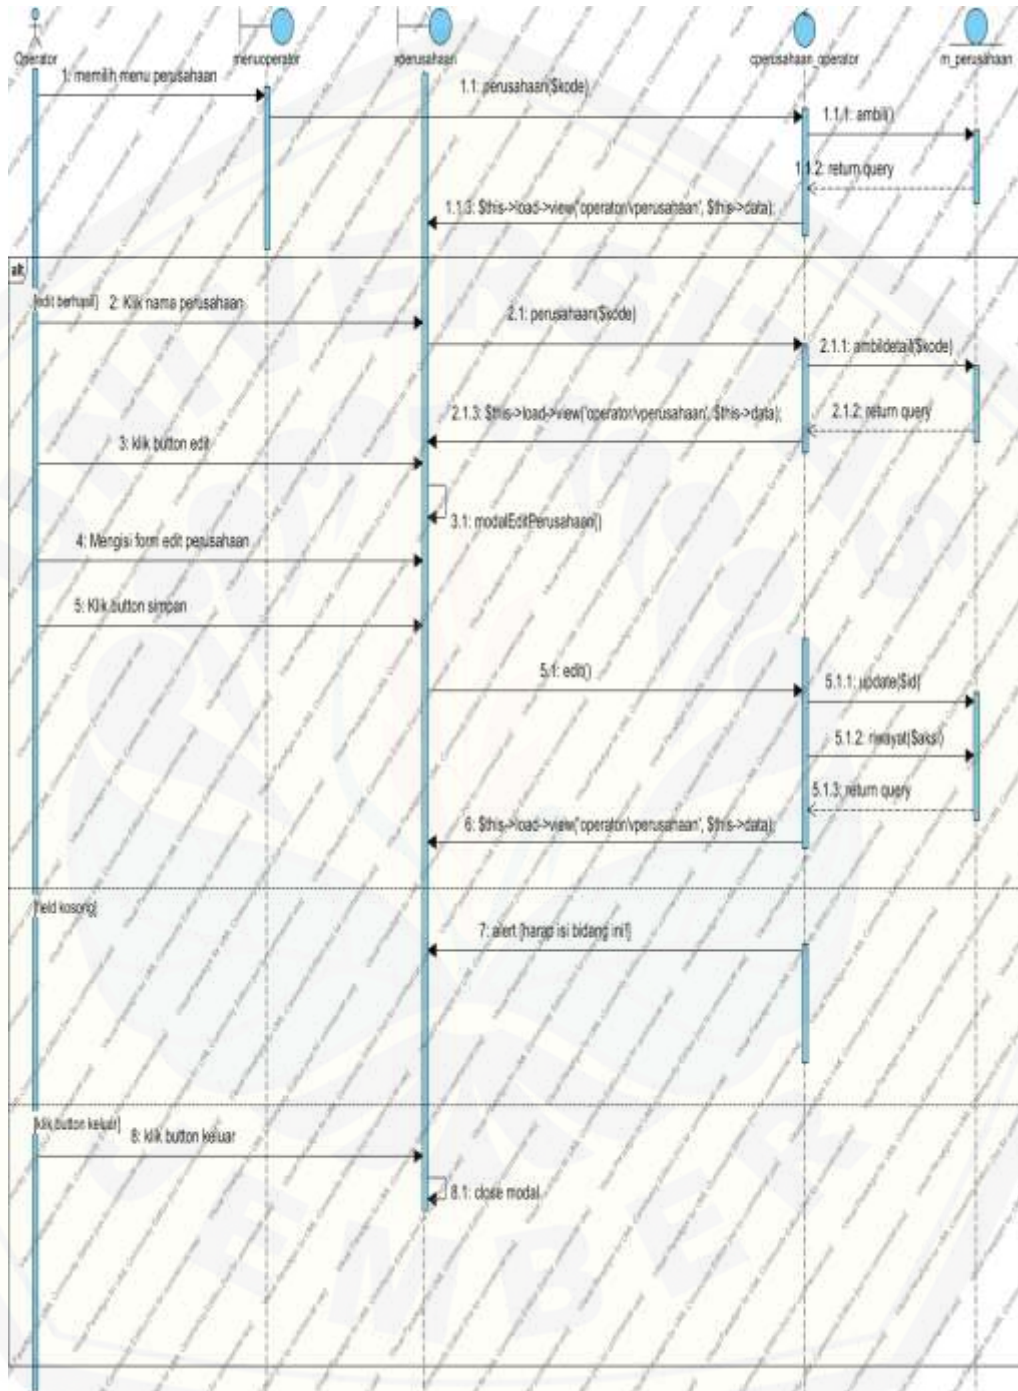 Operator
menuoperator
vperusahaan
cperusahaan_operator
m_perusahaan
1: memilih menu perusahaan
1.1: perusahaan($kode)
1.1.1: ambil()
1.1.2: return query
1.1.3: $this->load->view('operator/vperusahaan', $this->data);
alt
[edit berhasil]
2: Klik nama perusahaan
2.1: perusahaan($kode)
2.1.1: ambildetail($kode)
2.1.2: return query
2.1.3: $this->load->view('operator/vperusahaan', $this->data);
3: klik button edit
3.1: modalEditPerusahaan()
4: Mengisi form edit perusahaan
5: Klik button simpan
5.1: edit()
5.1.1: update($id)
5.1.2: riwayat($aksi)
5.1.3: return query
6: $this->load->view('operator/vperusahaan', $this->data);
[field kosong]
7: alert [harap isi bidang ini!]
[klik button keluar]
8: klik button keluar
8.1: close modal
UNIVERSITAS
JEMBER